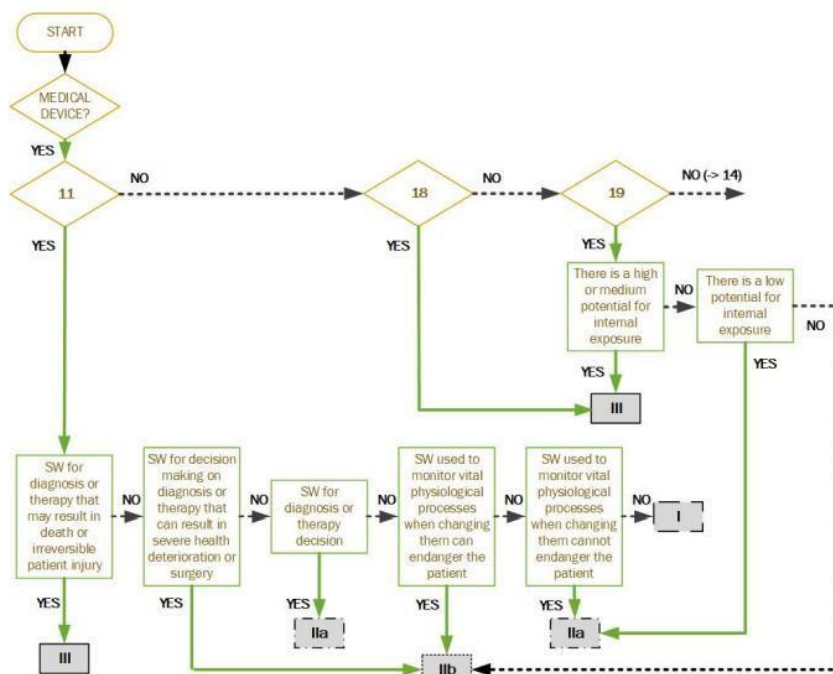 START
MEDICAL
DEVICE?
YES
11
NO
18
NO
19
NO (-> 14)
YES
YES
YES
There is a high
or medium
potential for
internal
exposure
NO
There is a low
potential for
internal
exposure
NO
YES
YES
YES
III
SW for
diagnosis or
therapy that
may result in
death or
irreversible
patient injury
NO
SW for decision
making on
diagnosis or
therapy that
can result in
severe health
deterioration or
surgery
NO
SW for
diagnosis or
therapy
decision
NO
SW used to
monitor vital
physiological
processes
when changing
them can
endanger the
patient
NO
SW used to
monitor vital
physiological
processes
when changing
them cannot
endanger the
patient
NO
I
YES
YES
YES
YES
YES
III
IIa
IIb
IIa